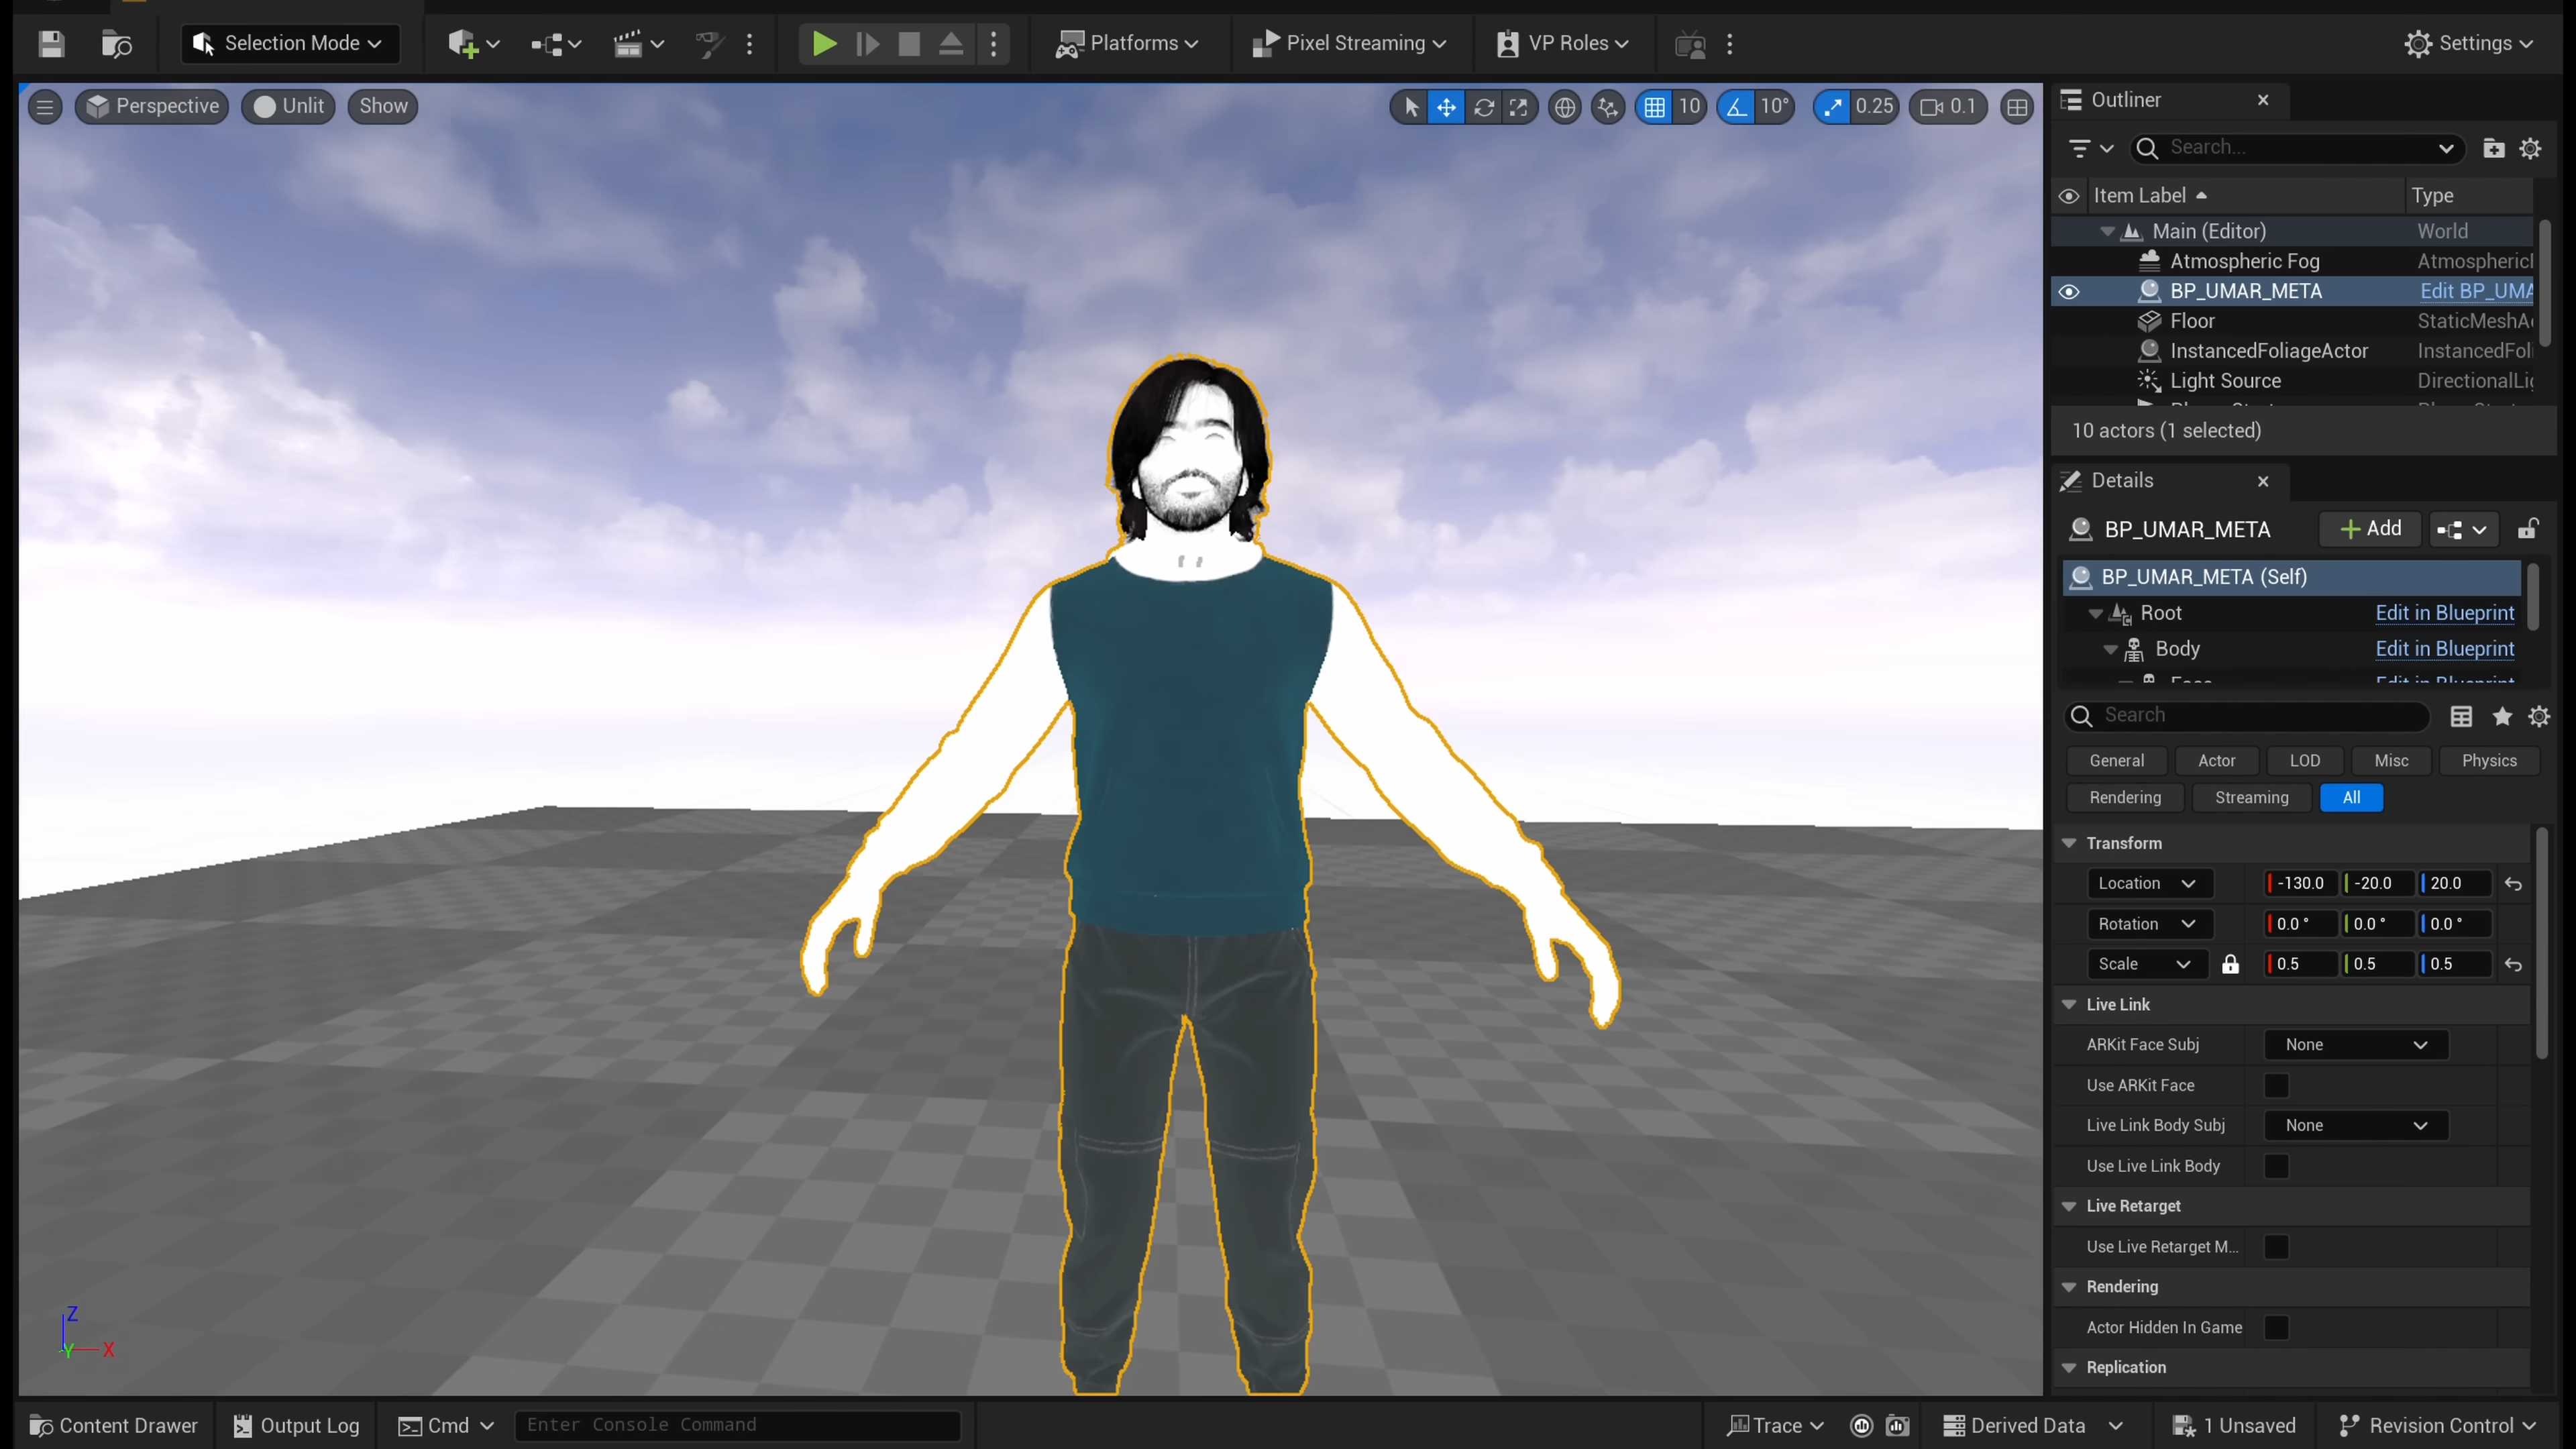 Selection Mode
Platforms
Pixel Streaming
VP Roles
Settings
Perspective
Unlit
Show
10
10°
0.25
0.1
Outliner
Search...
Item Label
Type
Main (Editor)
World
Atmospheric Fog
BP_UMAR_META
Edit BP_UMA
Floor
InstancedFoliageActor
Light Source
10 actors (1 selected)
Details
BP_UMAR_META
Add
BP_UMAR_META (Self)
Root
Edit in Blueprint
Body
Edit in Blueprint
Edit in Blueprint
Search
General
Actor
LOD
Misc
Physics
Rendering
Streaming
All
Transform
Location
-130.0
-20.0
20.0
Rotation
0.0 °
0.0 °
0.0 °
Scale
0.5
0.5
0.5
Live Link
ARKit Face Subj
None
Use ARKit Face
Live Link Body Subj
None
Use Live Link Body
Live Retarget
Use Live Retarget M...
Rendering
Actor Hidden In Game
Replication
Z
Y
X
Content Drawer
Output Log
Cmd
Enter Console Command
Trace
Derived Data
1 Unsaved
Revision Control